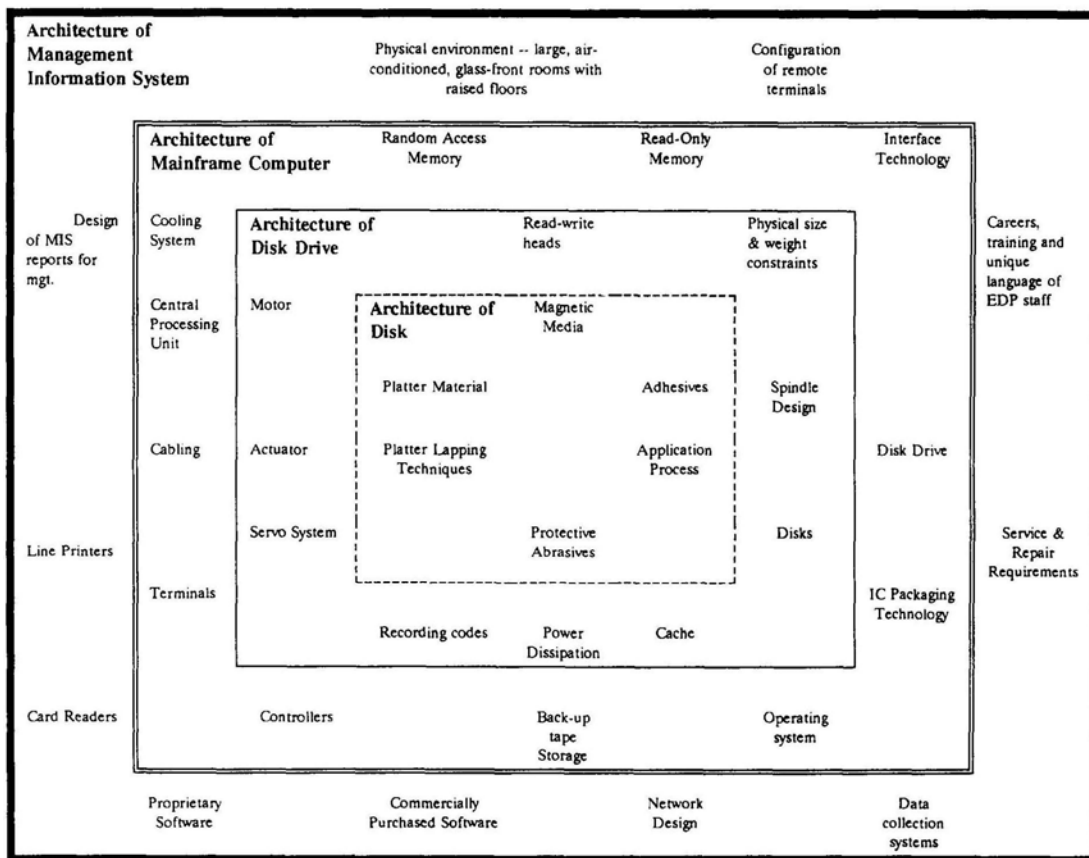 Architecture of
Management
Information System
Physical environment -- large, air-
conditioned, glass-front rooms with
raised floors
Configuration
of remote
terminals
Architecture of
Mainframe Computer
Random Access
Memory
Read-Only
Memory
Interface
Technology
Design
of MIS
reports for
mgt.
Cooling
System
Architecture of
Disk Drive
Read-write
heads
Physical size
& weight
constraints
Careers,
training and
unique
language of
EDP staff
Central
Processing
Unit
Motor
Architecture of
Disk
Magnetic
Media
Platter Material
Adhesives
Spindle
Design
Cabling
Actuator
Platter Lapping
Techniques
Application
Process
Disk Drive
Line Printers
Servo System
Protective
Abrasives
Disks
Service &
Repair
Requirements
Terminals
IC Packaging
Technology
Recording codes
Power
Dissipation
Cache
Card Readers
Controllers
Back-up
tape
Storage
Operating
system
Proprietary
Software
Commercially
Purchased Software
Network
Design
Data
collection
systems